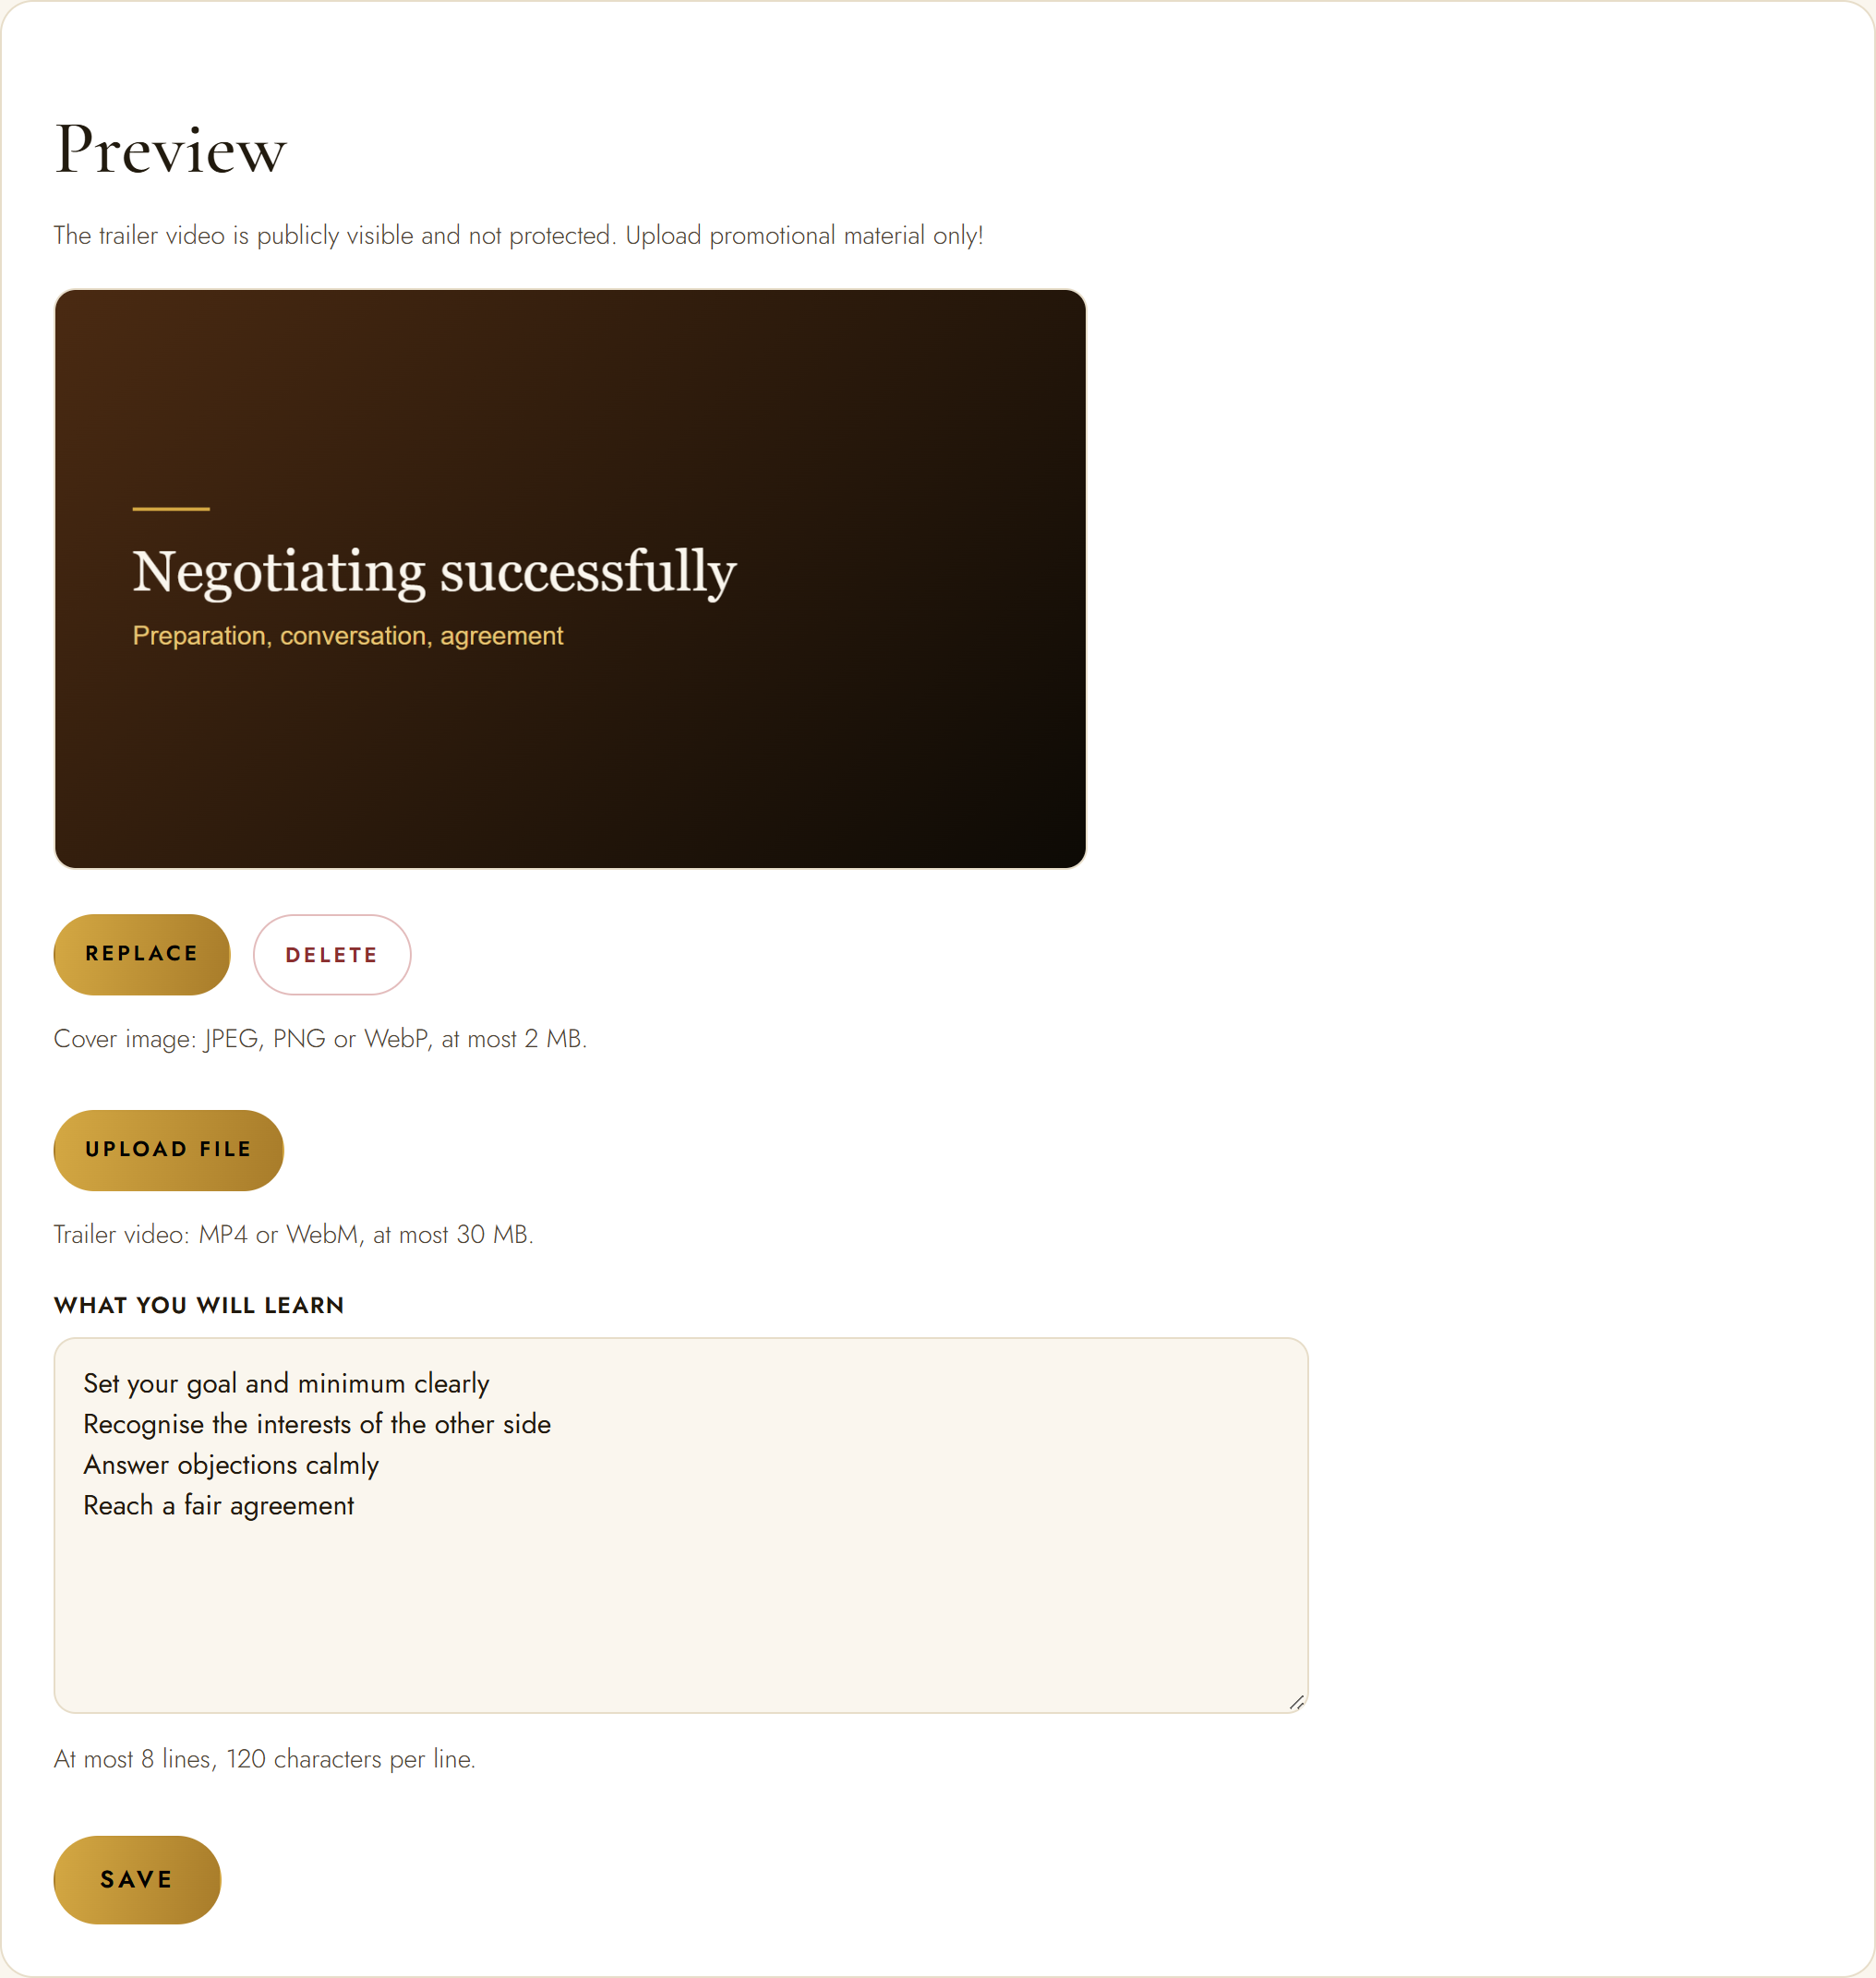 Preview
The trailer video is publicly visible and not protected. Upload promotional material only!
Negotiating successfully
Preparation, conversation, agreement
REPLACE DELETE
Cover image: JPEG, PNG or WebP, at most 2 MB.
UPLOAD FILE
Trailer video: MP4 or WebM, at most 30 MB.
WHAT YOU WILL LEARN
Set your goal and minimum clearly
Recognise the interests of the other side
Answer objections calmly
Reach a fair agreement
At most 8 lines, 120 characters per line.
SAVE